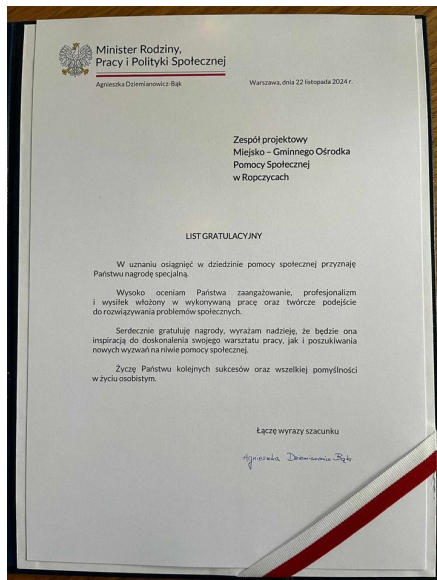 Minister Rodziny,
Pracy i Polityki Społecznej
Agnieszka Dziemianowicz-Bąk
Warszawa, dnia 22 listopada 2024 r.
Zespół projektowy
Miejsko – Gminnego Ośrodka
Pomocy Społecznej
w Ropczycach
LIST GRATULACYJNY
W uznaniu osiągnięć w dziedzinie pomocy społecznej przyznaję
Państwu nagrodę specjalną.
Wysoko oceniam Państwa zaangażowanie, profesjonalizm
i wysiłek włożony w wykonywaną pracę oraz twórcze podejście
do rozwiązywania problemów społecznych.
Serdecznie gratuluję nagrody, wyrażam nadzieję, że będzie ona
inspiracją do doskonalenia swojego warsztatu pracy, jak i poszukiwania
nowych wyzwań na niwie pomocy społecznej.
Życzę Państwu kolejnych sukcesów oraz wszelkiej pomyślności
w życiu osobistym.
Łączę wyrazy szacunku
Agnieszka Dziemianowicz-Bąk